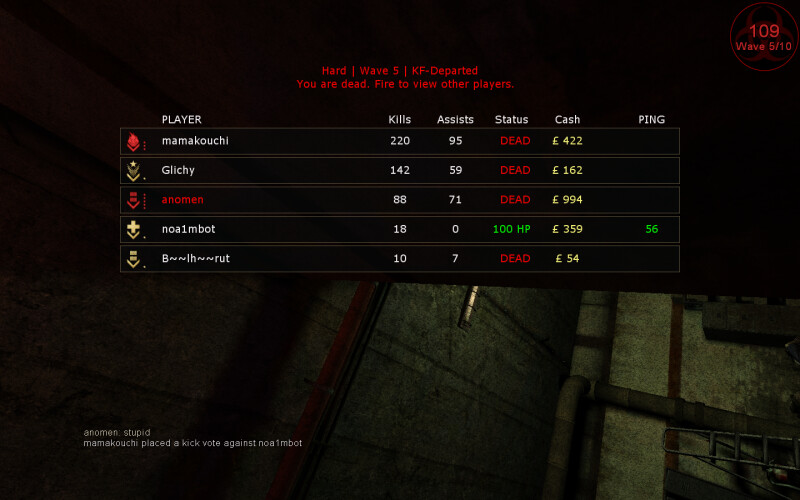 109
Wave 5/10
Hard | Wave 5 | KF-Departed
You are dead. Fire to view other players.
PLAYER Kills Assists Status Cash PING
mamakouchi 220 95 DEAD £ 422
Glichy 142 59 DEAD £ 162
anomen 88 71 DEAD £ 994
noa1mbot 18 0 100 HP £ 359 56
B~~lh~~rut 10 7 DEAD £ 54
anomen: stupid
mamakouchi placed a kick vote against noa1mbot